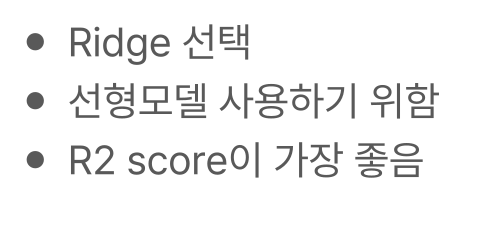 • Ridge 선택
• 선형모델 사용하기 위함
• R2 score이 가장 좋음